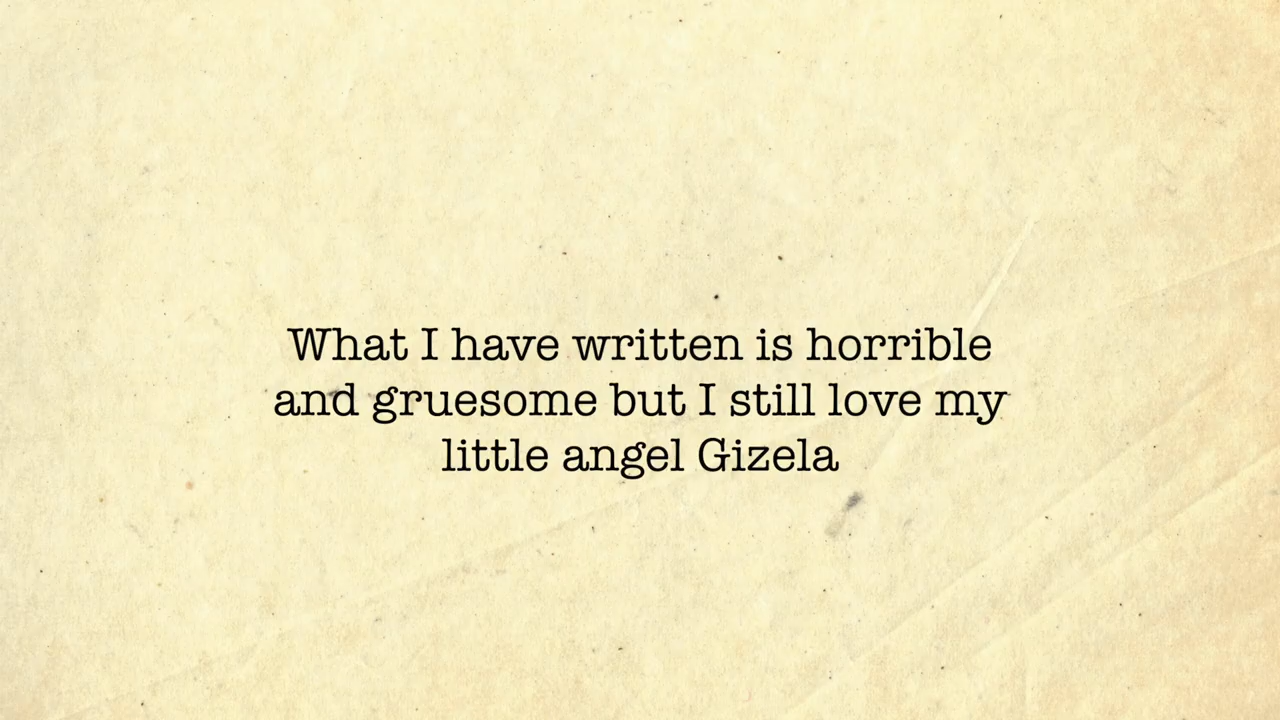 What I have written is horrible
and gruesome but I still love my
little angel Gizela